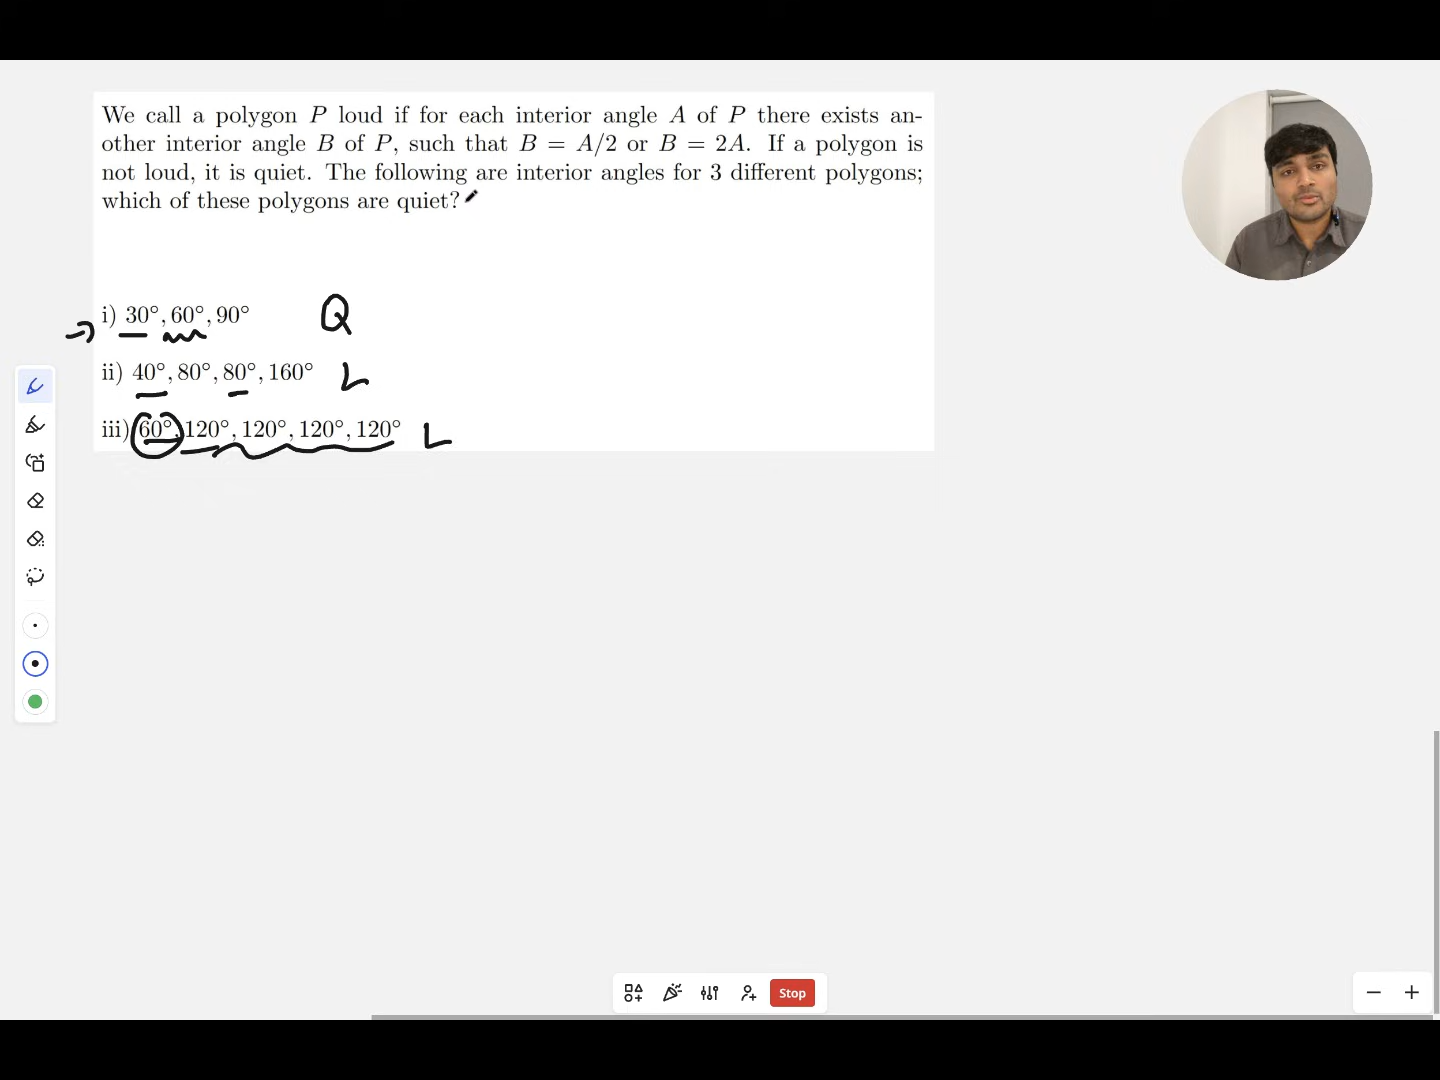 We call a polygon P loud if for each interior angle A of P there exists an-
other interior angle B of P, such that B = A/2 or B = 2A. If a polygon is
not loud, it is quiet. The following are interior angles for 3 different polygons;
which of these polygons are quiet?
i) 30°, 60°, 90° Q
ii) 40°, 80°, 80°, 160° L
iii) 60°, 120°, 120°, 120°, 120° L
Stop